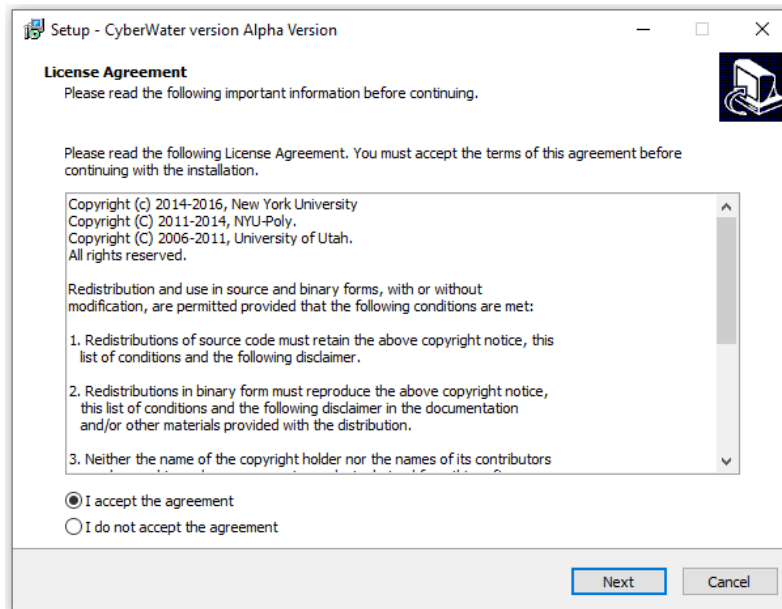 Setup - CyberWater version Alpha Version
License Agreement
Please read the following important information before continuing.
Please read the following License Agreement. You must accept the terms of this agreement before
continuing with the installation.
Copyright (c) 2014-2016, New York University
Copyright (C) 2011-2014, NYU-Poly.
Copyright (C) 2006-2011, University of Utah.
All rights reserved.
Redistribution and use in source and binary forms, with or without
modification, are permitted provided that the following conditions are met:
1. Redistributions of source code must retain the above copyright notice, this
list of conditions and the following disclaimer.
2. Redistributions in binary form must reproduce the above copyright notice,
this list of conditions and the following disclaimer in the documentation
and/or other materials provided with the distribution.
3. Neither the name of the copyright holder nor the names of its contributors
I accept the agreement
I do not accept the agreement
Next
Cancel